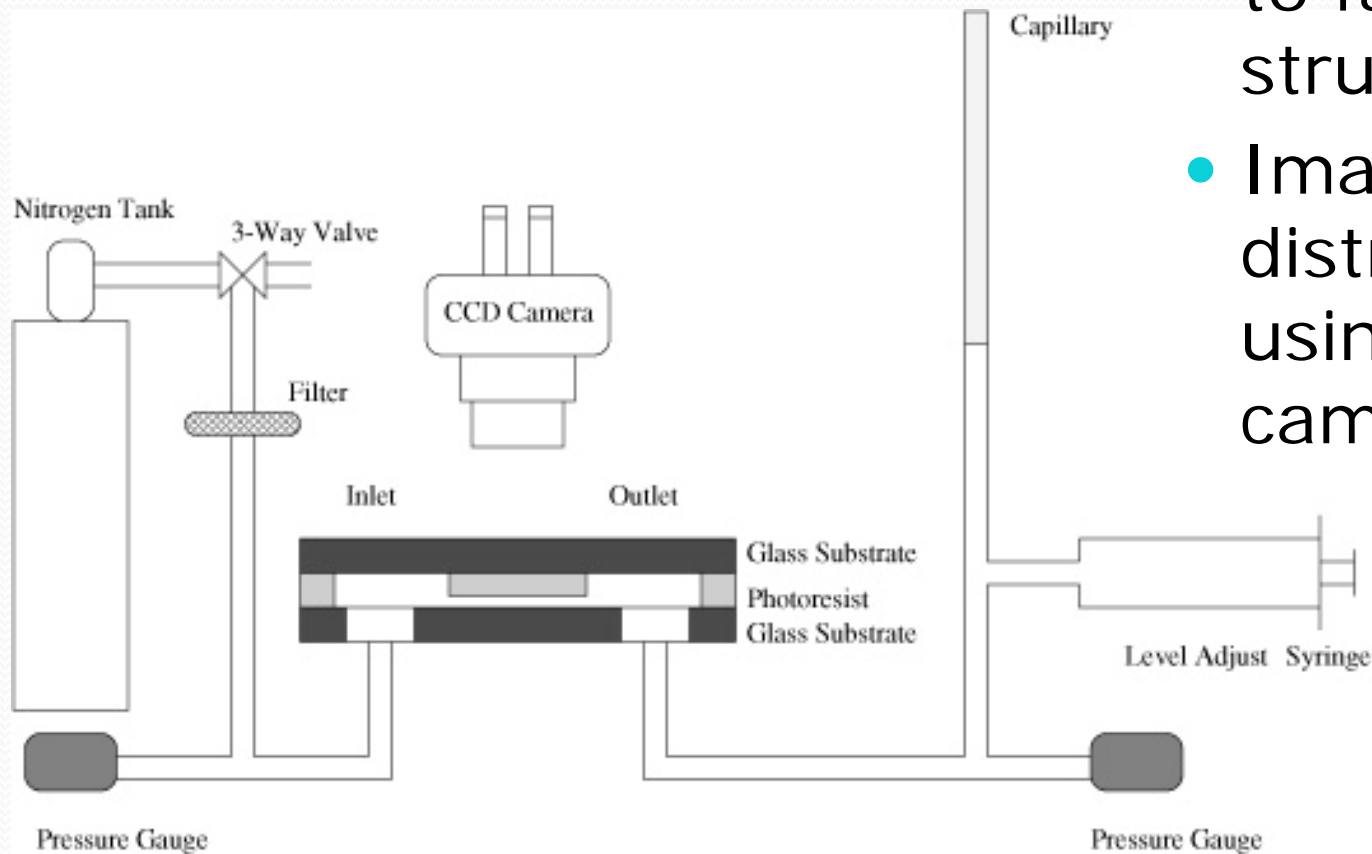 Capillary
to
stru
• Ima
distr
usin
cam
Nitrogen Tank
3-Way Valve
CCD Camera
Filter
Inlet
Outlet
Glass Substrate
Photoresist
Glass Substrate
Level Adjust Syringe
Pressure Gauge
Pressure Gauge